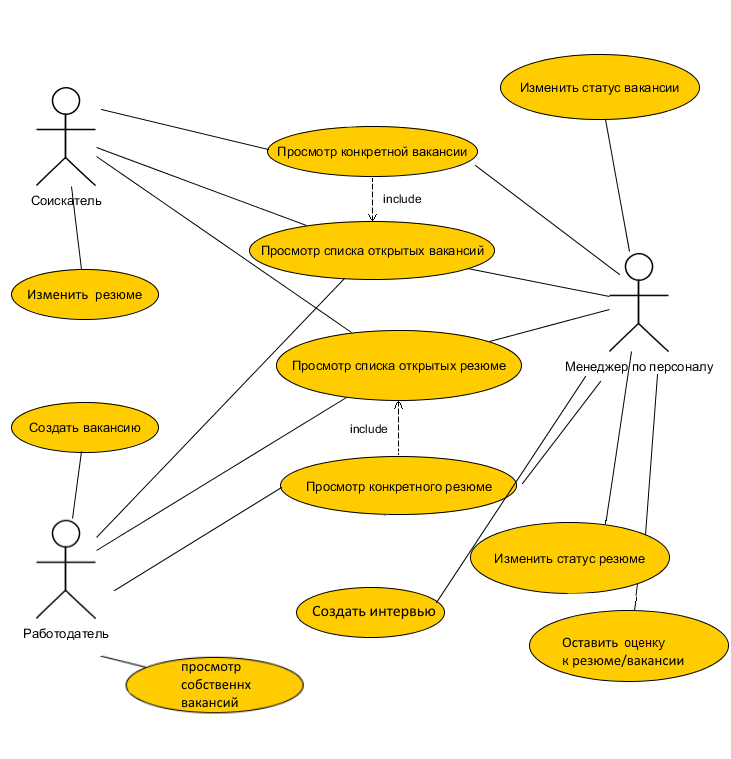 Изменить статус вакансии
Просмотр конкретной вакансии
include
Соискатель
Просмотр списка открытых вакансий
Изменить резюме
Просмотр списка открытых резюме
Менеджер по персоналу
Создать вакансию
include
Просмотр конкретного резюме
Изменить статус резюме
Создать интервью
Работодатель
Оставить оценку
к резюме/вакансии
просмотр
собственнх
вакансий